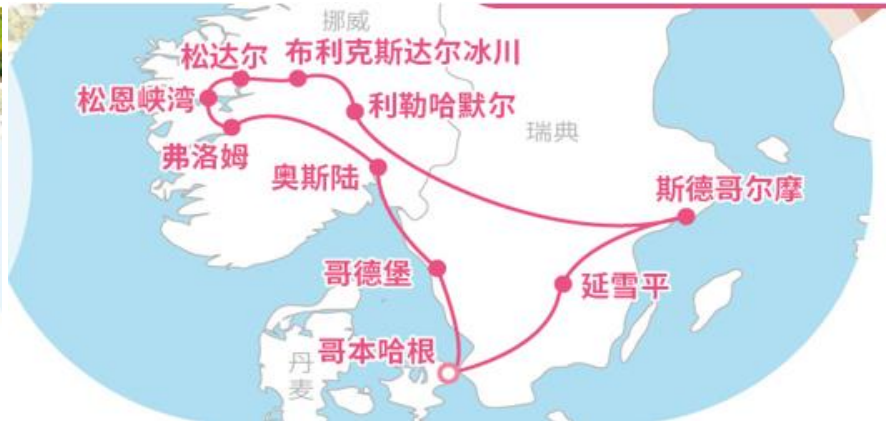 挪威
松达尔
布利克斯达尔冰川
松恩峡湾
利勒哈默尔
瑞典
弗洛姆
奥斯陆
斯德哥尔摩
哥德堡
延雪平
哥本哈根
丹麦